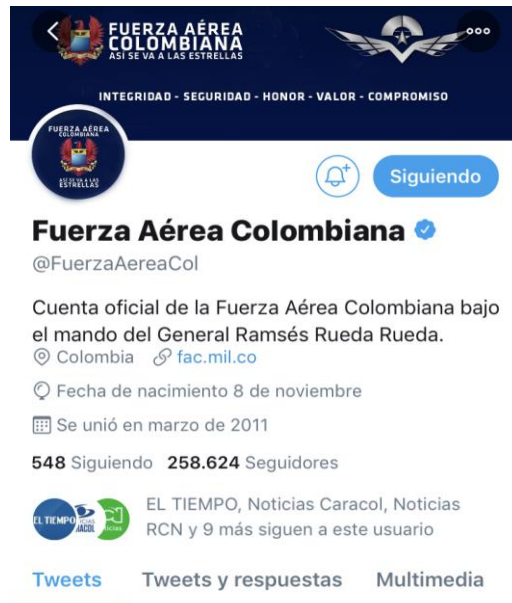 FUERZA AÉREA
COLOMBIANA
ASÍ SE VA A LAS ESTRELLAS
INTEGRIDAD - SEGURIDAD - HONOR - VALOR - COMPROMISO
FUERZA AÉREA
COLOMBIANA
ASÍ SE VA A LAS
ESTRELLAS
Siguiendo
Fuerza Aérea Colombiana
@FuerzaAereaCol
Cuenta oficial de la Fuerza Aérea Colombiana bajo
el mando del General Ramsés Rueda Rueda.
Colombia fac.mil.co
Fecha de nacimiento 8 de noviembre
Se unió en marzo de 2011
548 Siguiendo 258.624 Seguidores
EL TIEMPO
EL TIEMPO, Noticias Caracol, Noticias
RCN y 9 más siguen a este usuario
Tweets Tweets y respuestas Multimedia